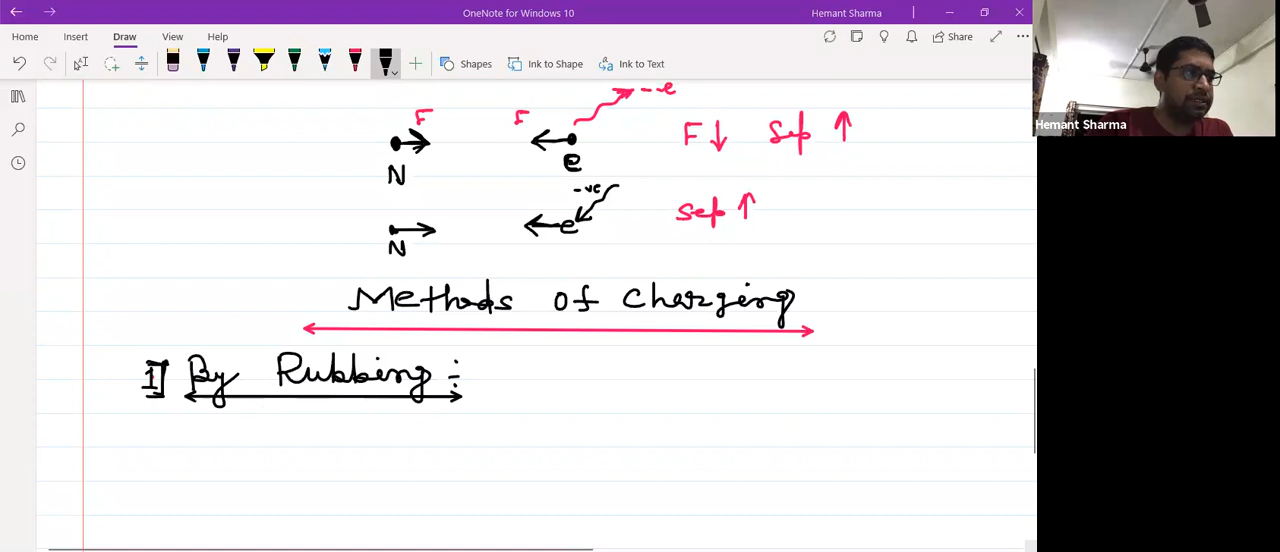 OneNote for Windows 10
Hemant Sharma
Home Insert Draw View Help
Share
Shapes Ink to Shape Ink to Text
F F --e
F↓ Sep ↑
N e
-ve
Sep ↑
N e
Methods of Charging
1] By Rubbing :-
Hemant Sharma